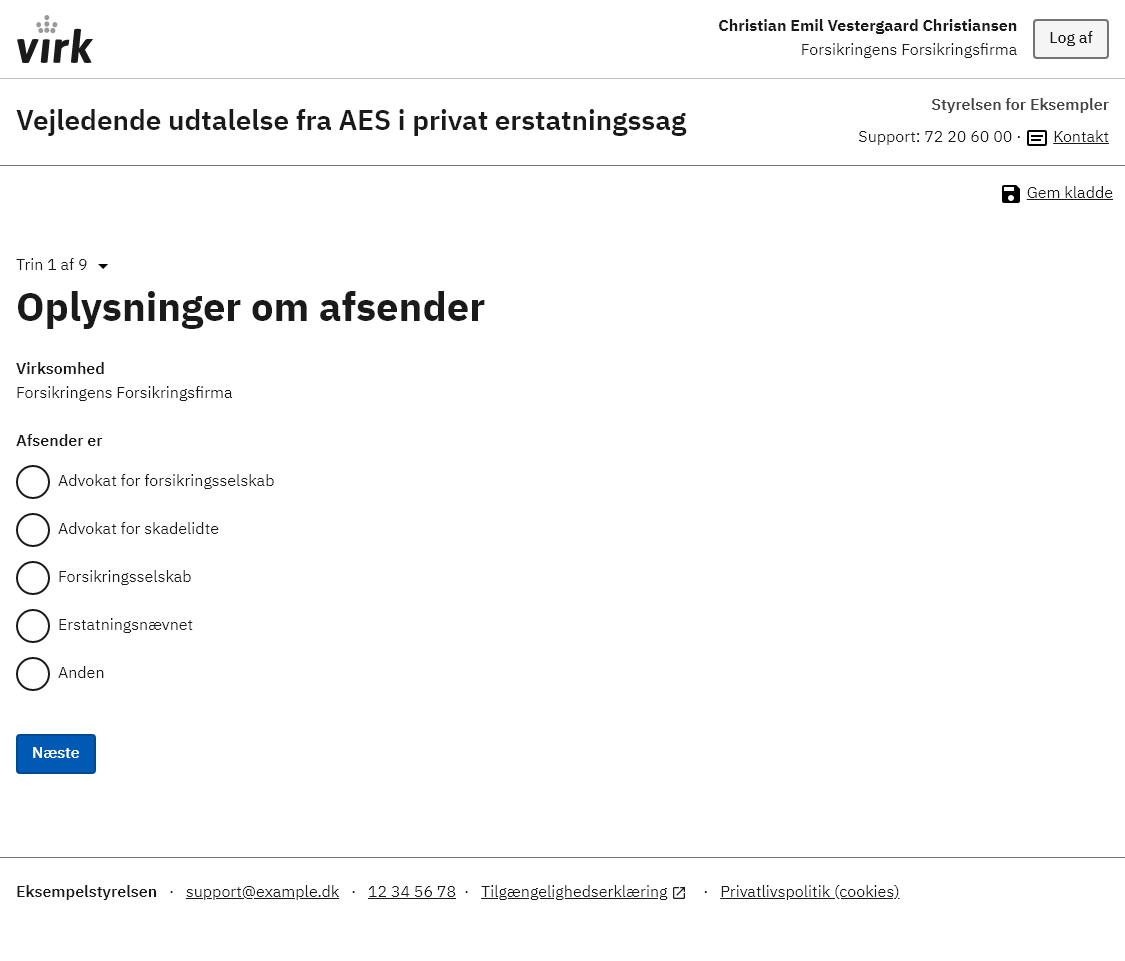 virk
Christian Emil Vestergaard Christiansen
Forsikringens Forsikringsfirma
Log af
Vejledende udtalelse fra AES i privat erstatningssag
Styrelsen for Eksempler
Support: 72 20 60 00 · Kontakt
Gem kladde
Trin 1 af 9
Oplysninger om afsender
Virksomhed
Forsikringens Forsikringsfirma
Afsender er
Advokat for forsikringsselskab
Advokat for skadelidte
Forsikringsselskab
Erstatningsnævnet
Anden
Næste
Eksempelstyrelsen · support@example.dk · 12 34 56 78 · Tilgængelighedserklæring · Privatlivspolitik (cookies)